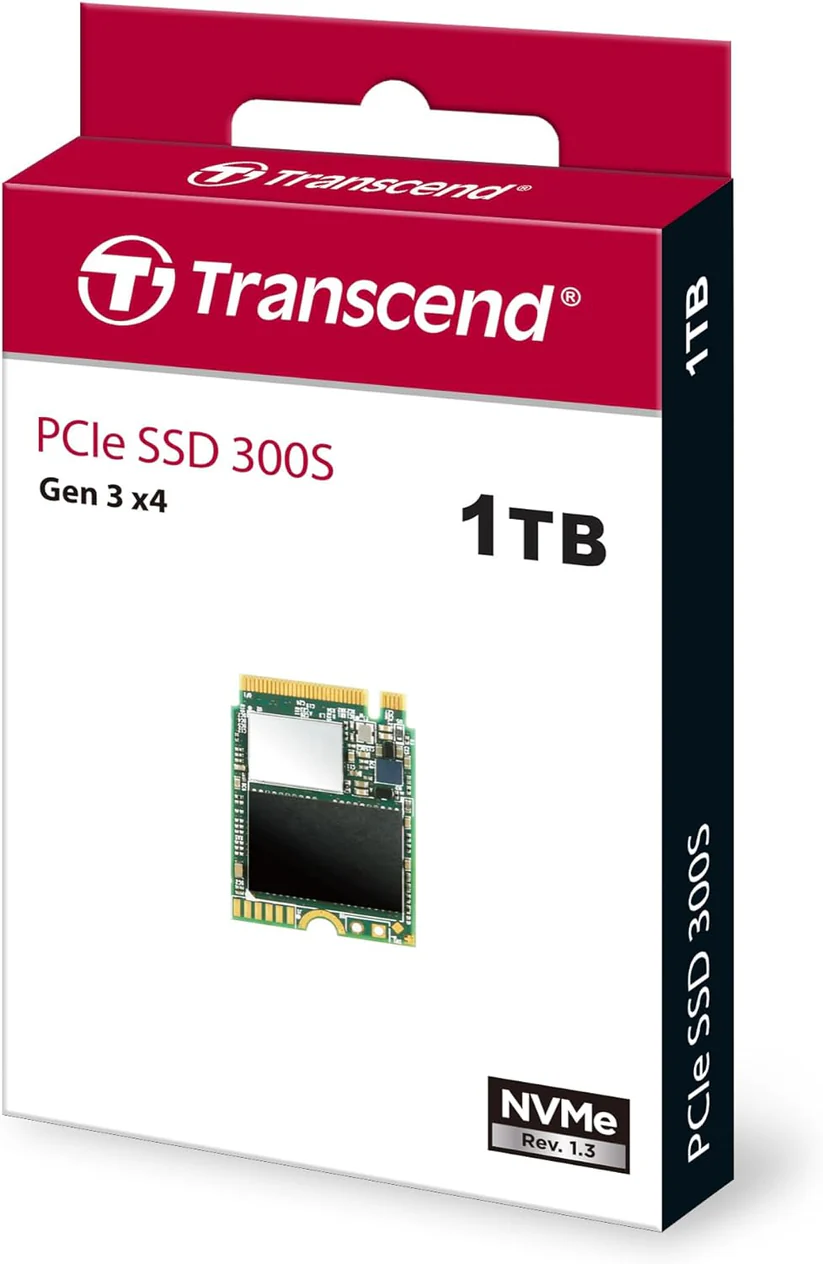 Transcend®
Transcend®
PCIe SSD 300S
Gen 3 x4
1TB
NVMe
Rev. 1.3
1TB
PCIe SSD 300S